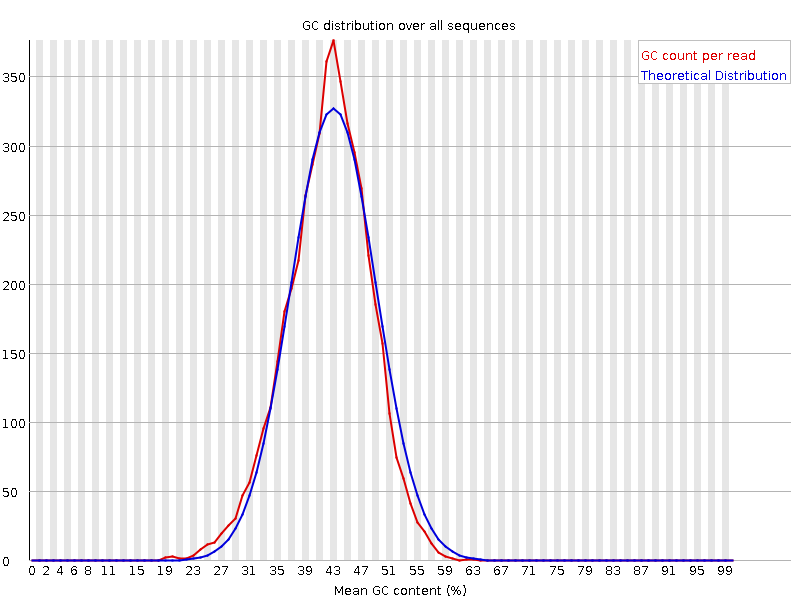 GC distribution over all sequences
GC count per read
Theoretical Distribution
350
300
250
200
150
100
50
0
0 2 4 6 8 11 15 19 23 27 31 35 39 43 47 51 55 59 63 67 71 75 79 83 87 91 95 99
Mean GC content (%)